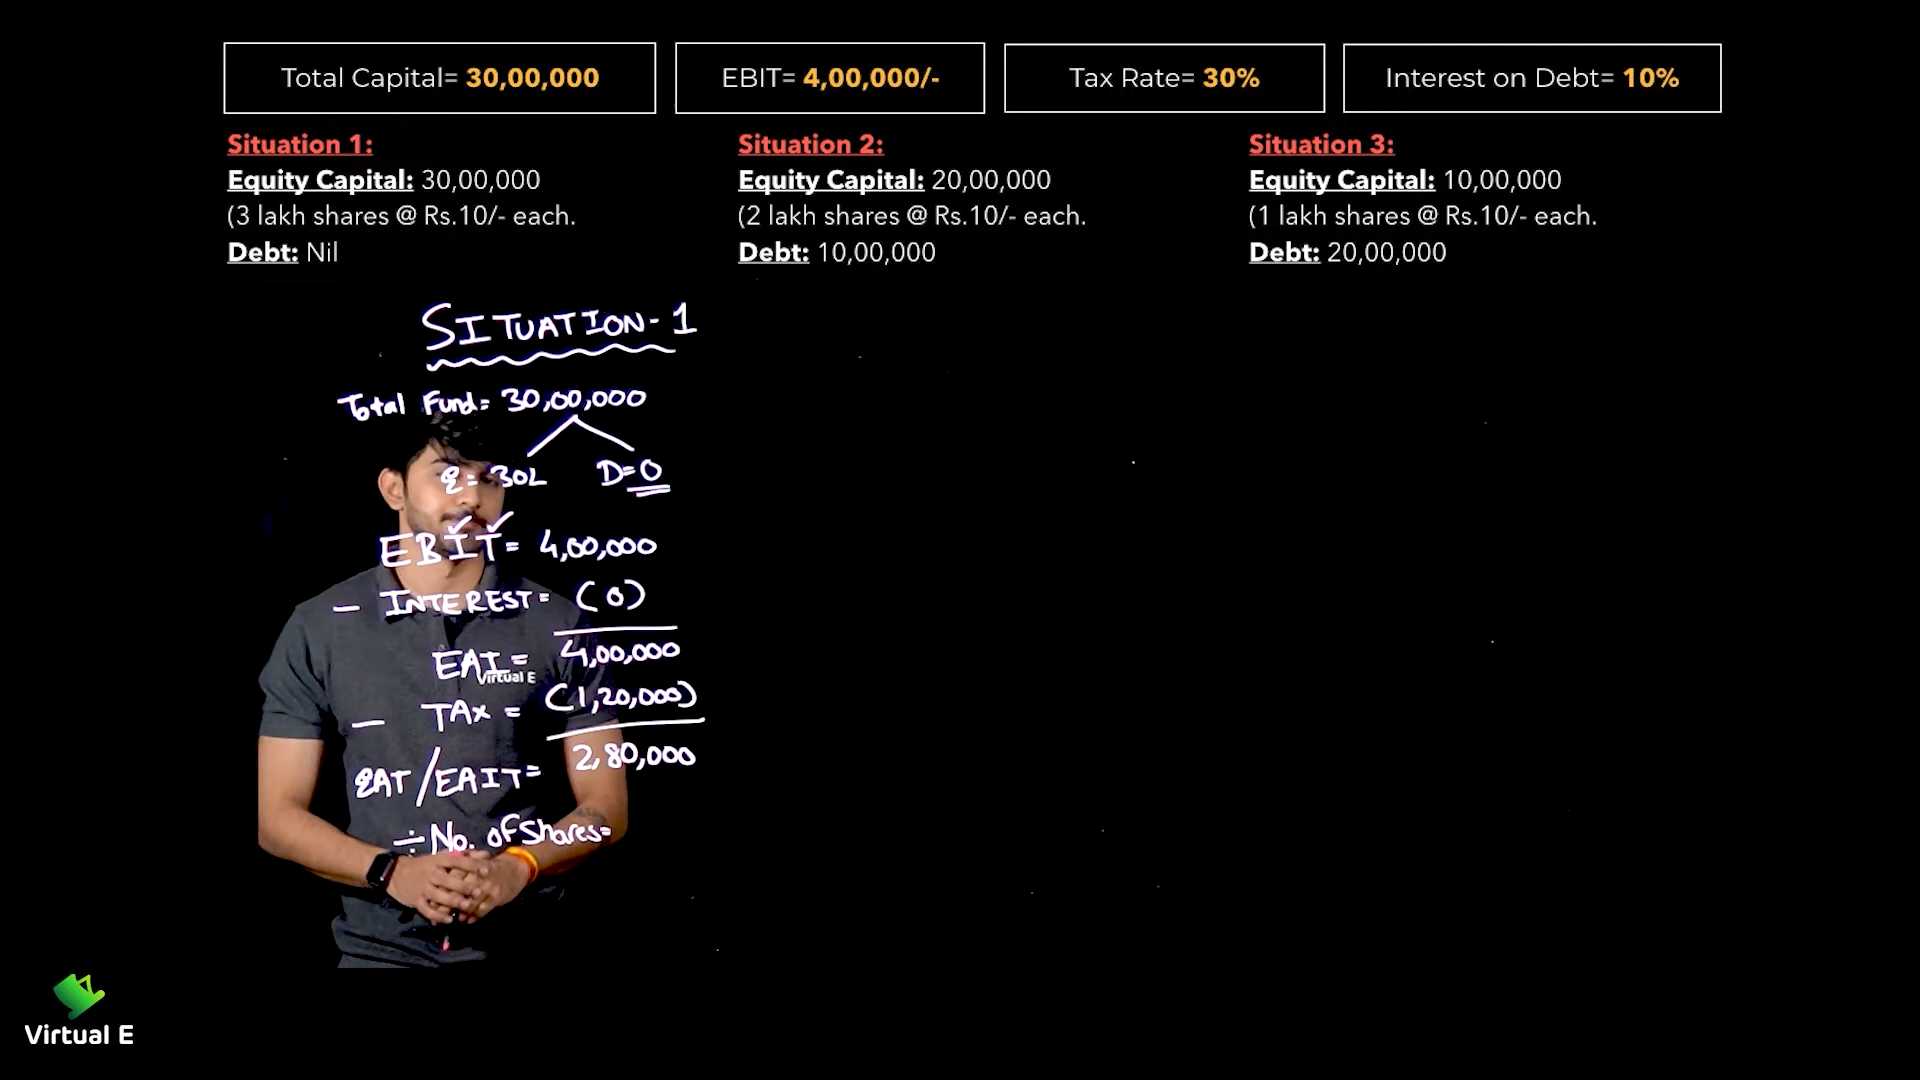 Total Capital= 30,00,000
EBIT= 4,00,000/-
Tax Rate= 30%
Interest on Debt= 10%
Situation 1:
Equity Capital: 30,00,000
(3 lakh shares @ Rs.10/- each.
Debt: Nil
Situation 2:
Equity Capital: 20,00,000
(2 lakh shares @ Rs.10/- each.
Debt: 10,00,000
Situation 3:
Equity Capital: 10,00,000
(1 lakh shares @ Rs.10/- each.
Debt: 20,00,000
SITUATION-1
Total Fund= 30,00,000
E= 30L D=0
EBIT= 4,00,000
- INTEREST= (0)
EAI= 4,00,000
Virtual E
- TAx = (1,20,000)
EAT/EAIT= 2,80,000
÷ No. of Shares=
Virtual E